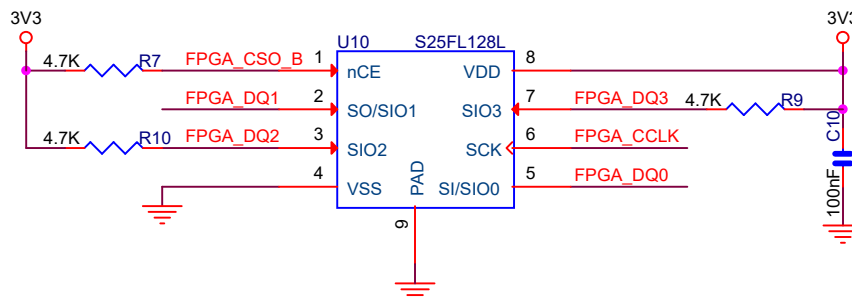 3V3
3V3
U10
S25FL128L
4.7K
R7
FPGA_CSO_B
1
nCE
VDD
8
FPGA_DQ1
2
SO/SIO1
SIO3
7
FPGA_DQ3
4.7K
R9
4.7K
R10
FPGA_DQ2
3
SIO2
SCK
6
FPGA_CCLK
C10
100nF
4
VSS
PAD
SI/SIO0
5
FPGA_DQ0
9